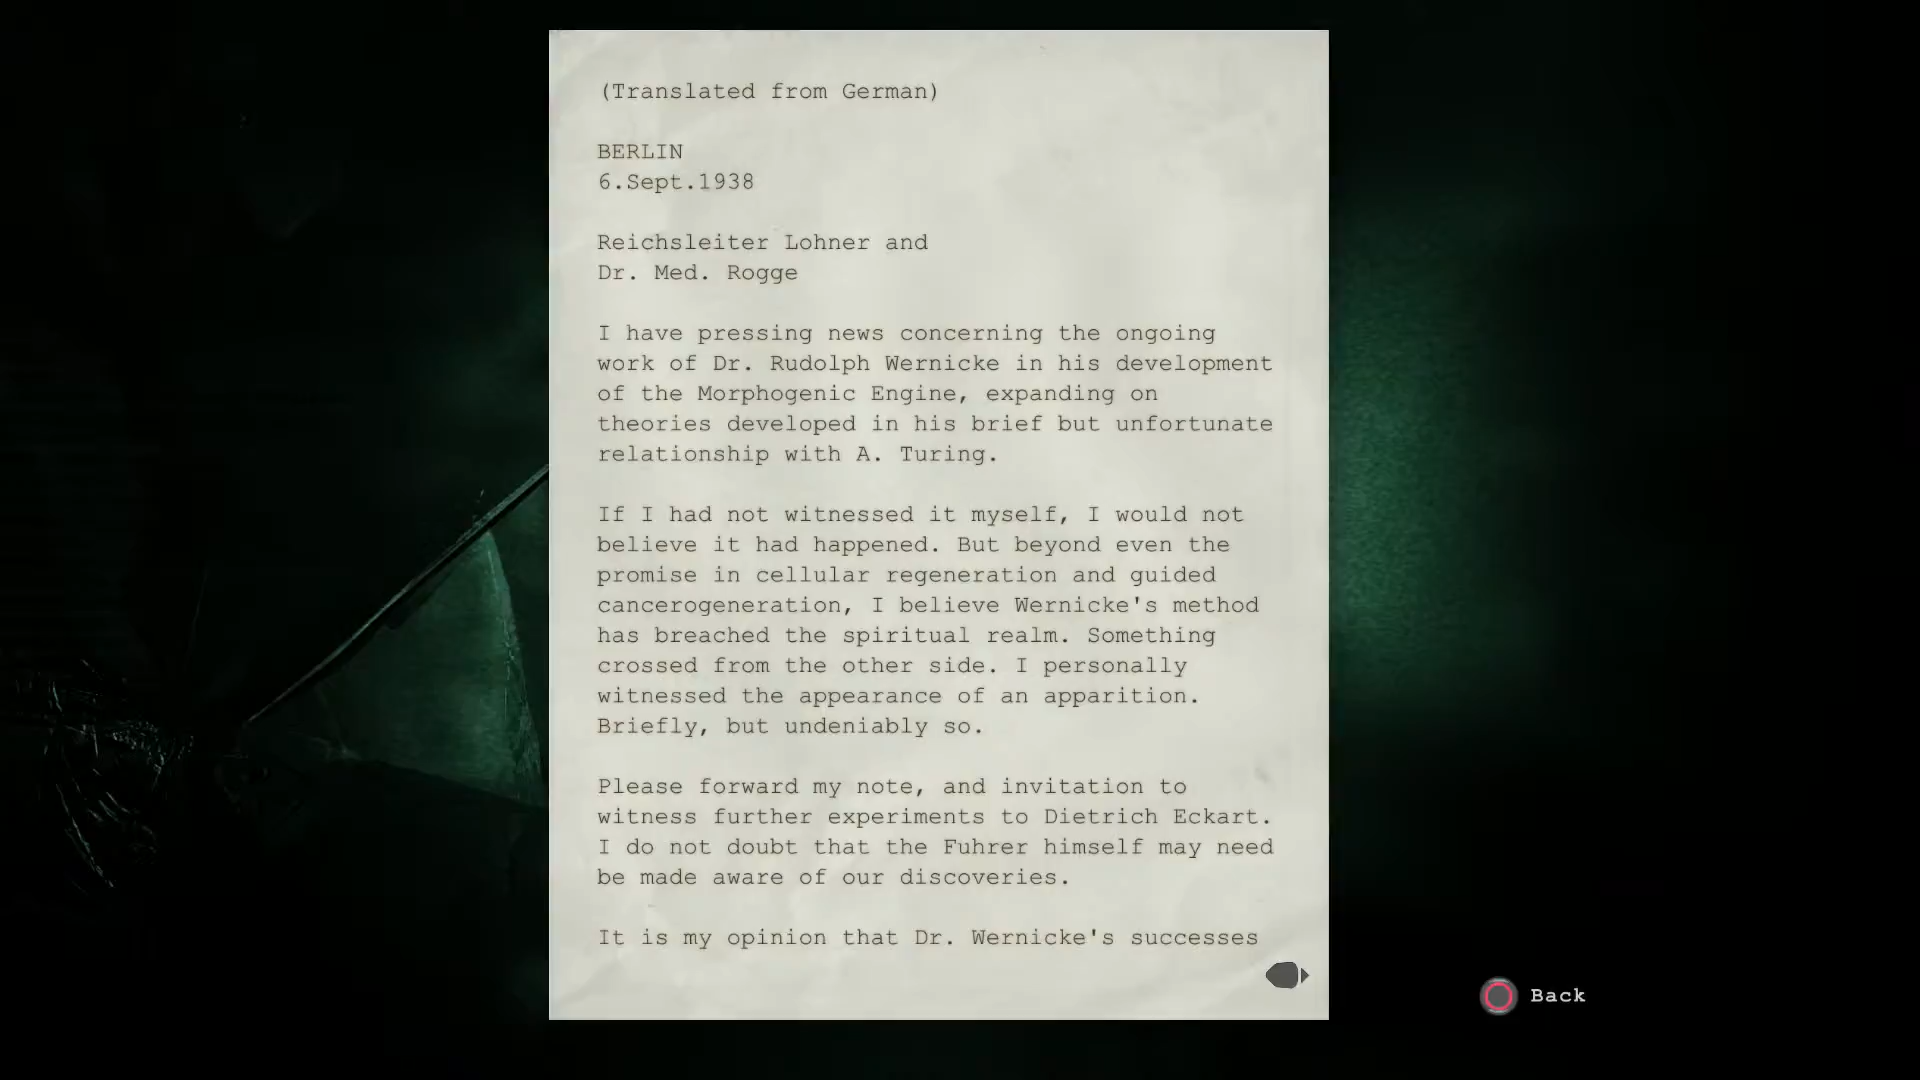 (Translated from German)
BERLIN
6.Sept.1938
Reichsleiter Lohner and
Dr. Med. Rogge
I have pressing news concerning the ongoing
work of Dr. Rudolph Wernicke in his development
of the Morphogenic Engine, expanding on
theories developed in his brief but unfortunate
relationship with A. Turing.
If I had not witnessed it myself, I would not
believe it had happened. But beyond even the
promise in cellular regeneration and guided
cancerogeneration, I believe Wernicke's method
has breached the spiritual realm. Something
crossed from the other side. I personally
witnessed the appearance of an apparition.
Briefly, but undeniably so.
Please forward my note, and invitation to
witness further experiments to Dietrich Eckart.
I do not doubt that the Fuhrer himself may need
be made aware of our discoveries.
It is my opinion that Dr. Wernicke's successes
Back